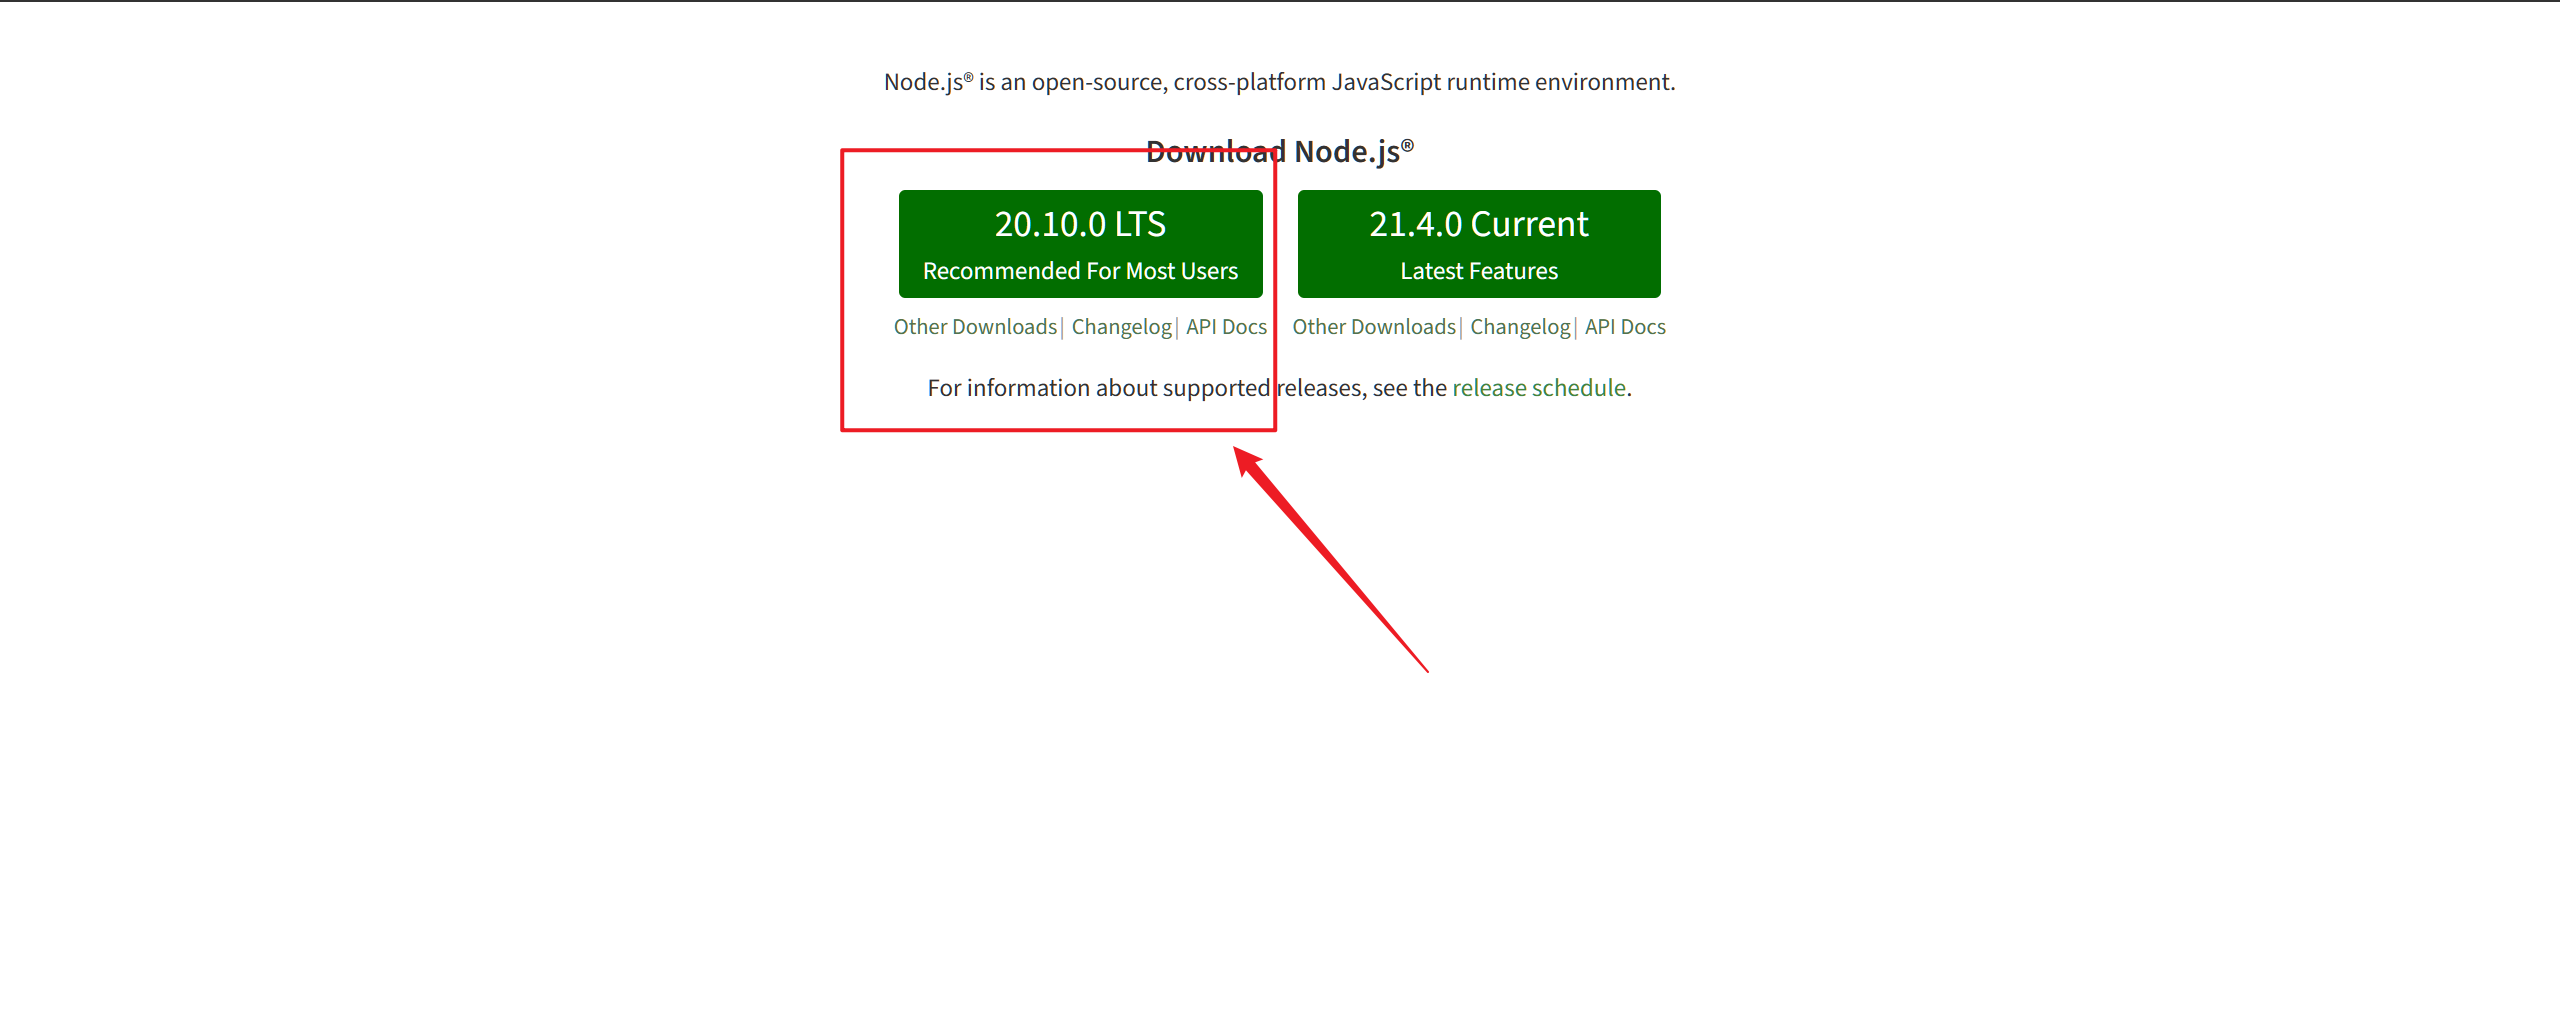 Node.js® is an open-source, cross-platform JavaScript runtime environment.
Download Node.js®
20.10.0 LTS
Recommended For Most Users
21.4.0 Current
Latest Features
Other Downloads| Changelog| API Docs
Other Downloads| Changelog| API Docs
For information about supported releases, see the release schedule.